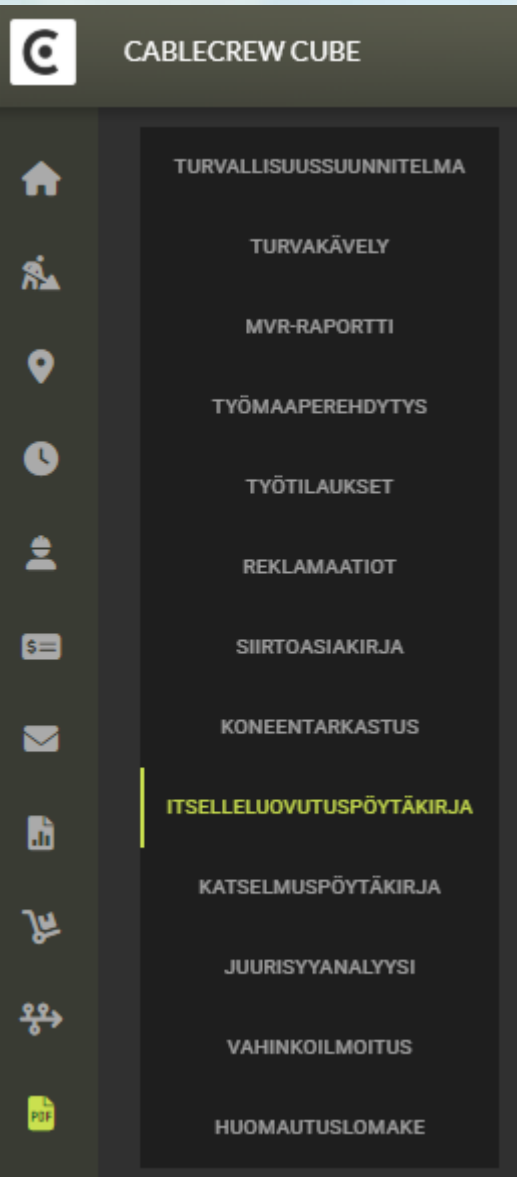 CABLECREW CUBE
TURVALLISUUSSUUNNITELMA
TURVAKÄVELY
MVR-RAPORTTI
TYÖMAAPEREHDYTYS
TYÖTILAUKSET
REKLAMAATIOT
SIIRTOASIAKIRJA
KONEENTARKASTUS
ITSELLELUOVUTUSPÖYTÄKIRJA
KATSELMUSPÖYTÄKIRJA
JUURISYYANALYYSI
VAHINKOILMOITUS
HUOMAUTUSLOMAKE
PDF